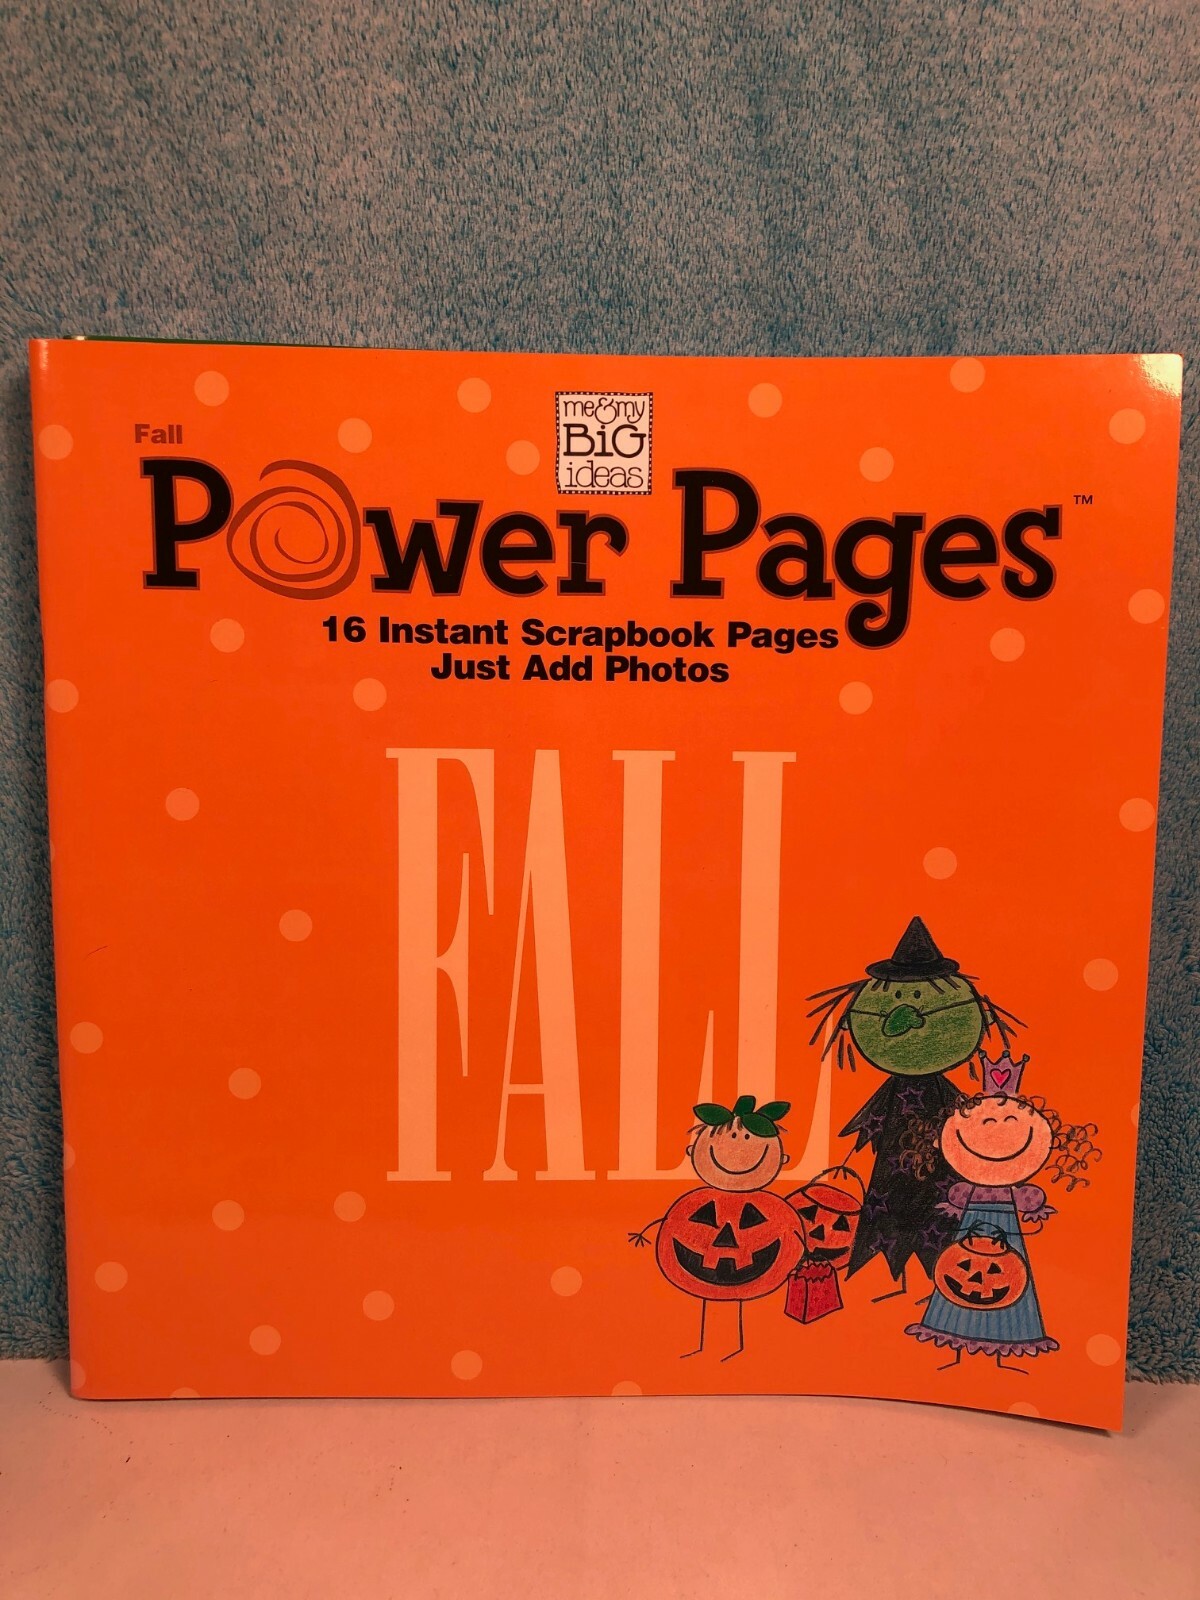 me&my
BiG
ideas
Fall
Power Pages™
16 Instant Scrapbook Pages
Just Add Photos
FALL